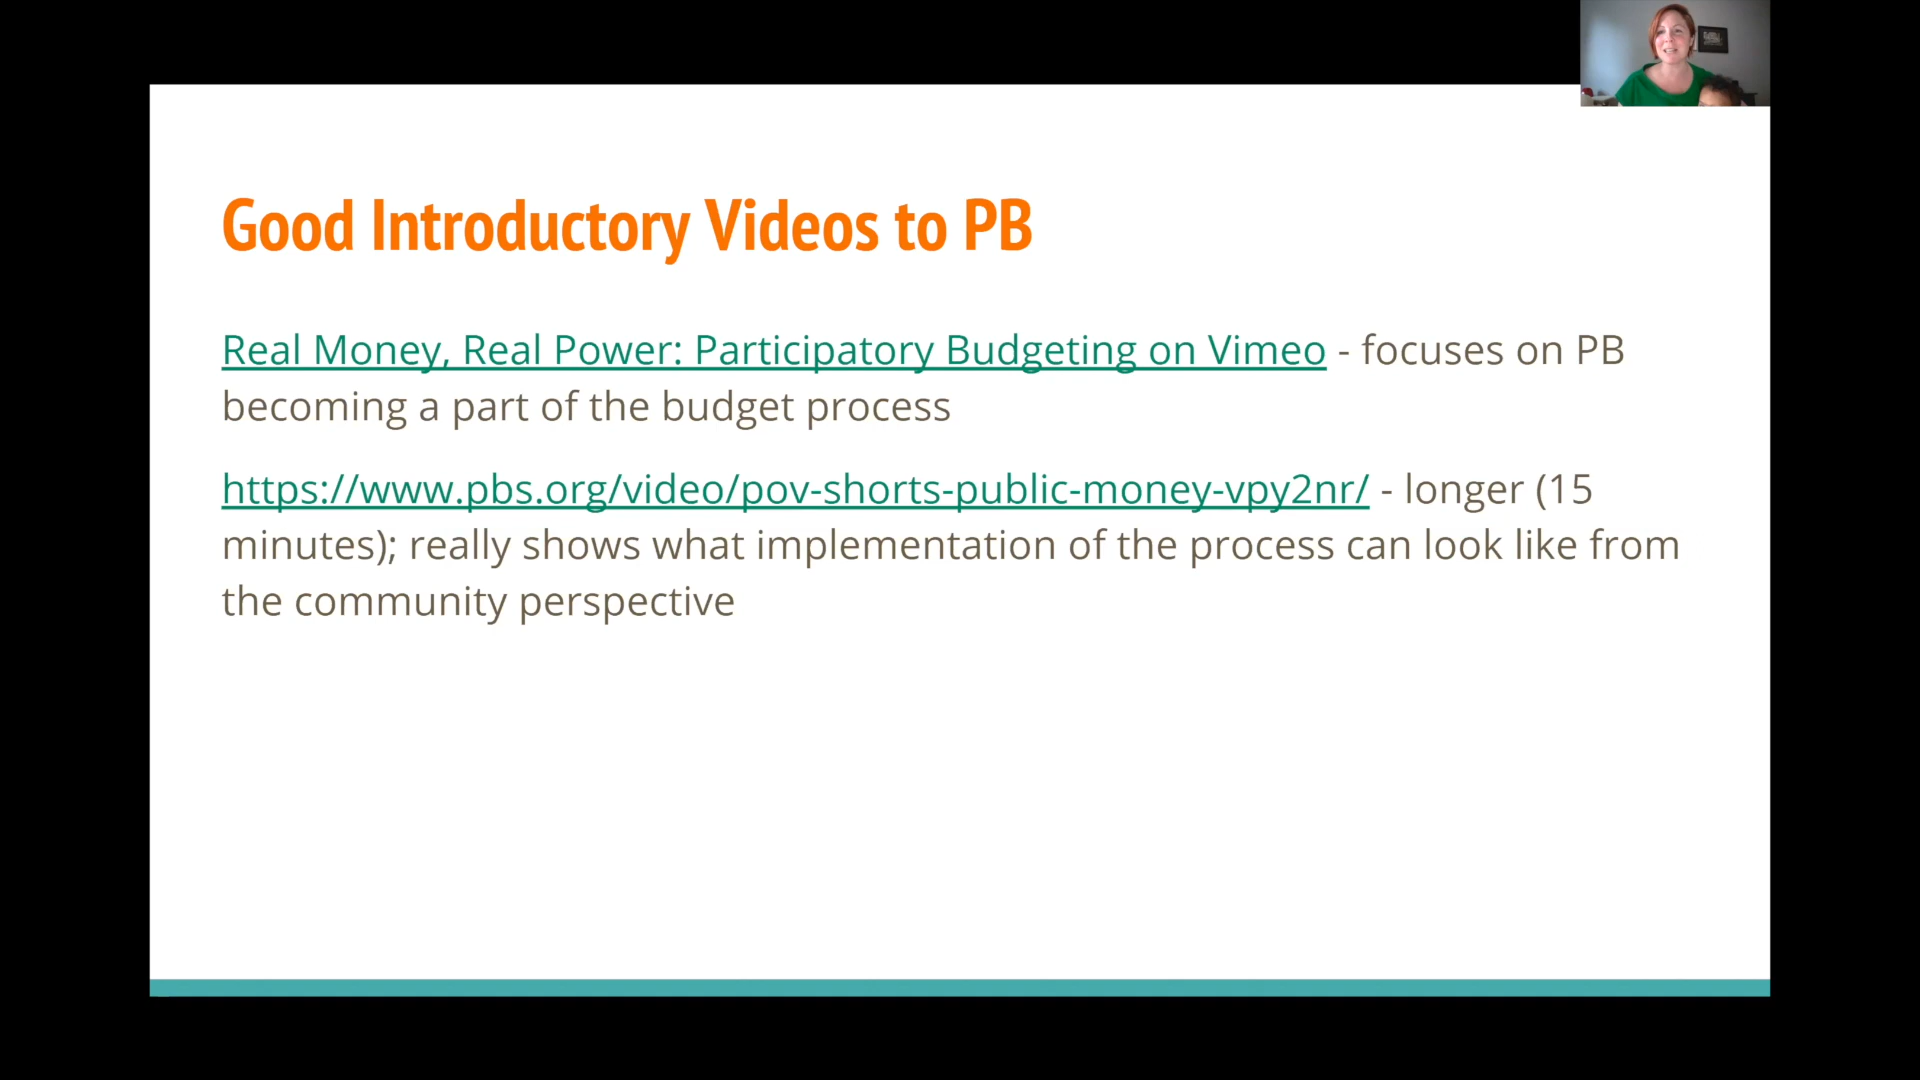 Good Introductory Videos to PB
Real Money, Real Power: Participatory Budgeting on Vimeo - focuses on PB
becoming a part of the budget process
https://www.pbs.org/video/pov-shorts-public-money-vpy2nr/ - longer (15
minutes); really shows what implementation of the process can look like from
the community perspective